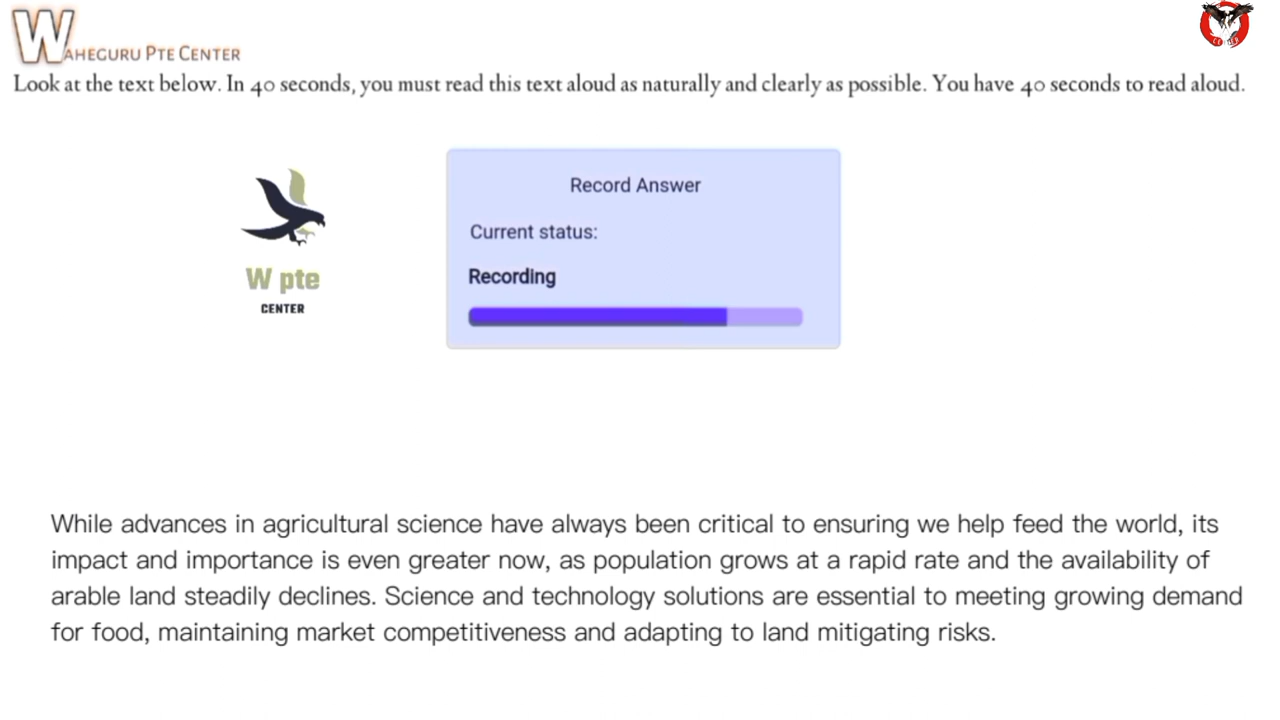 WAHEGURU PTE CENTER
Look at the text below. In 40 seconds, you must read this text aloud as naturally and clearly as possible. You have 40 seconds to read aloud.
W pte
CENTER
Record Answer
Current status:
Recording
While advances in agricultural science have always been critical to ensuring we help feed the world, its
impact and importance is even greater now, as population grows at a rapid rate and the availability of
arable land steadily declines. Science and technology solutions are essential to meeting growing demand
for food, maintaining market competitiveness and adapting to land mitigating risks.